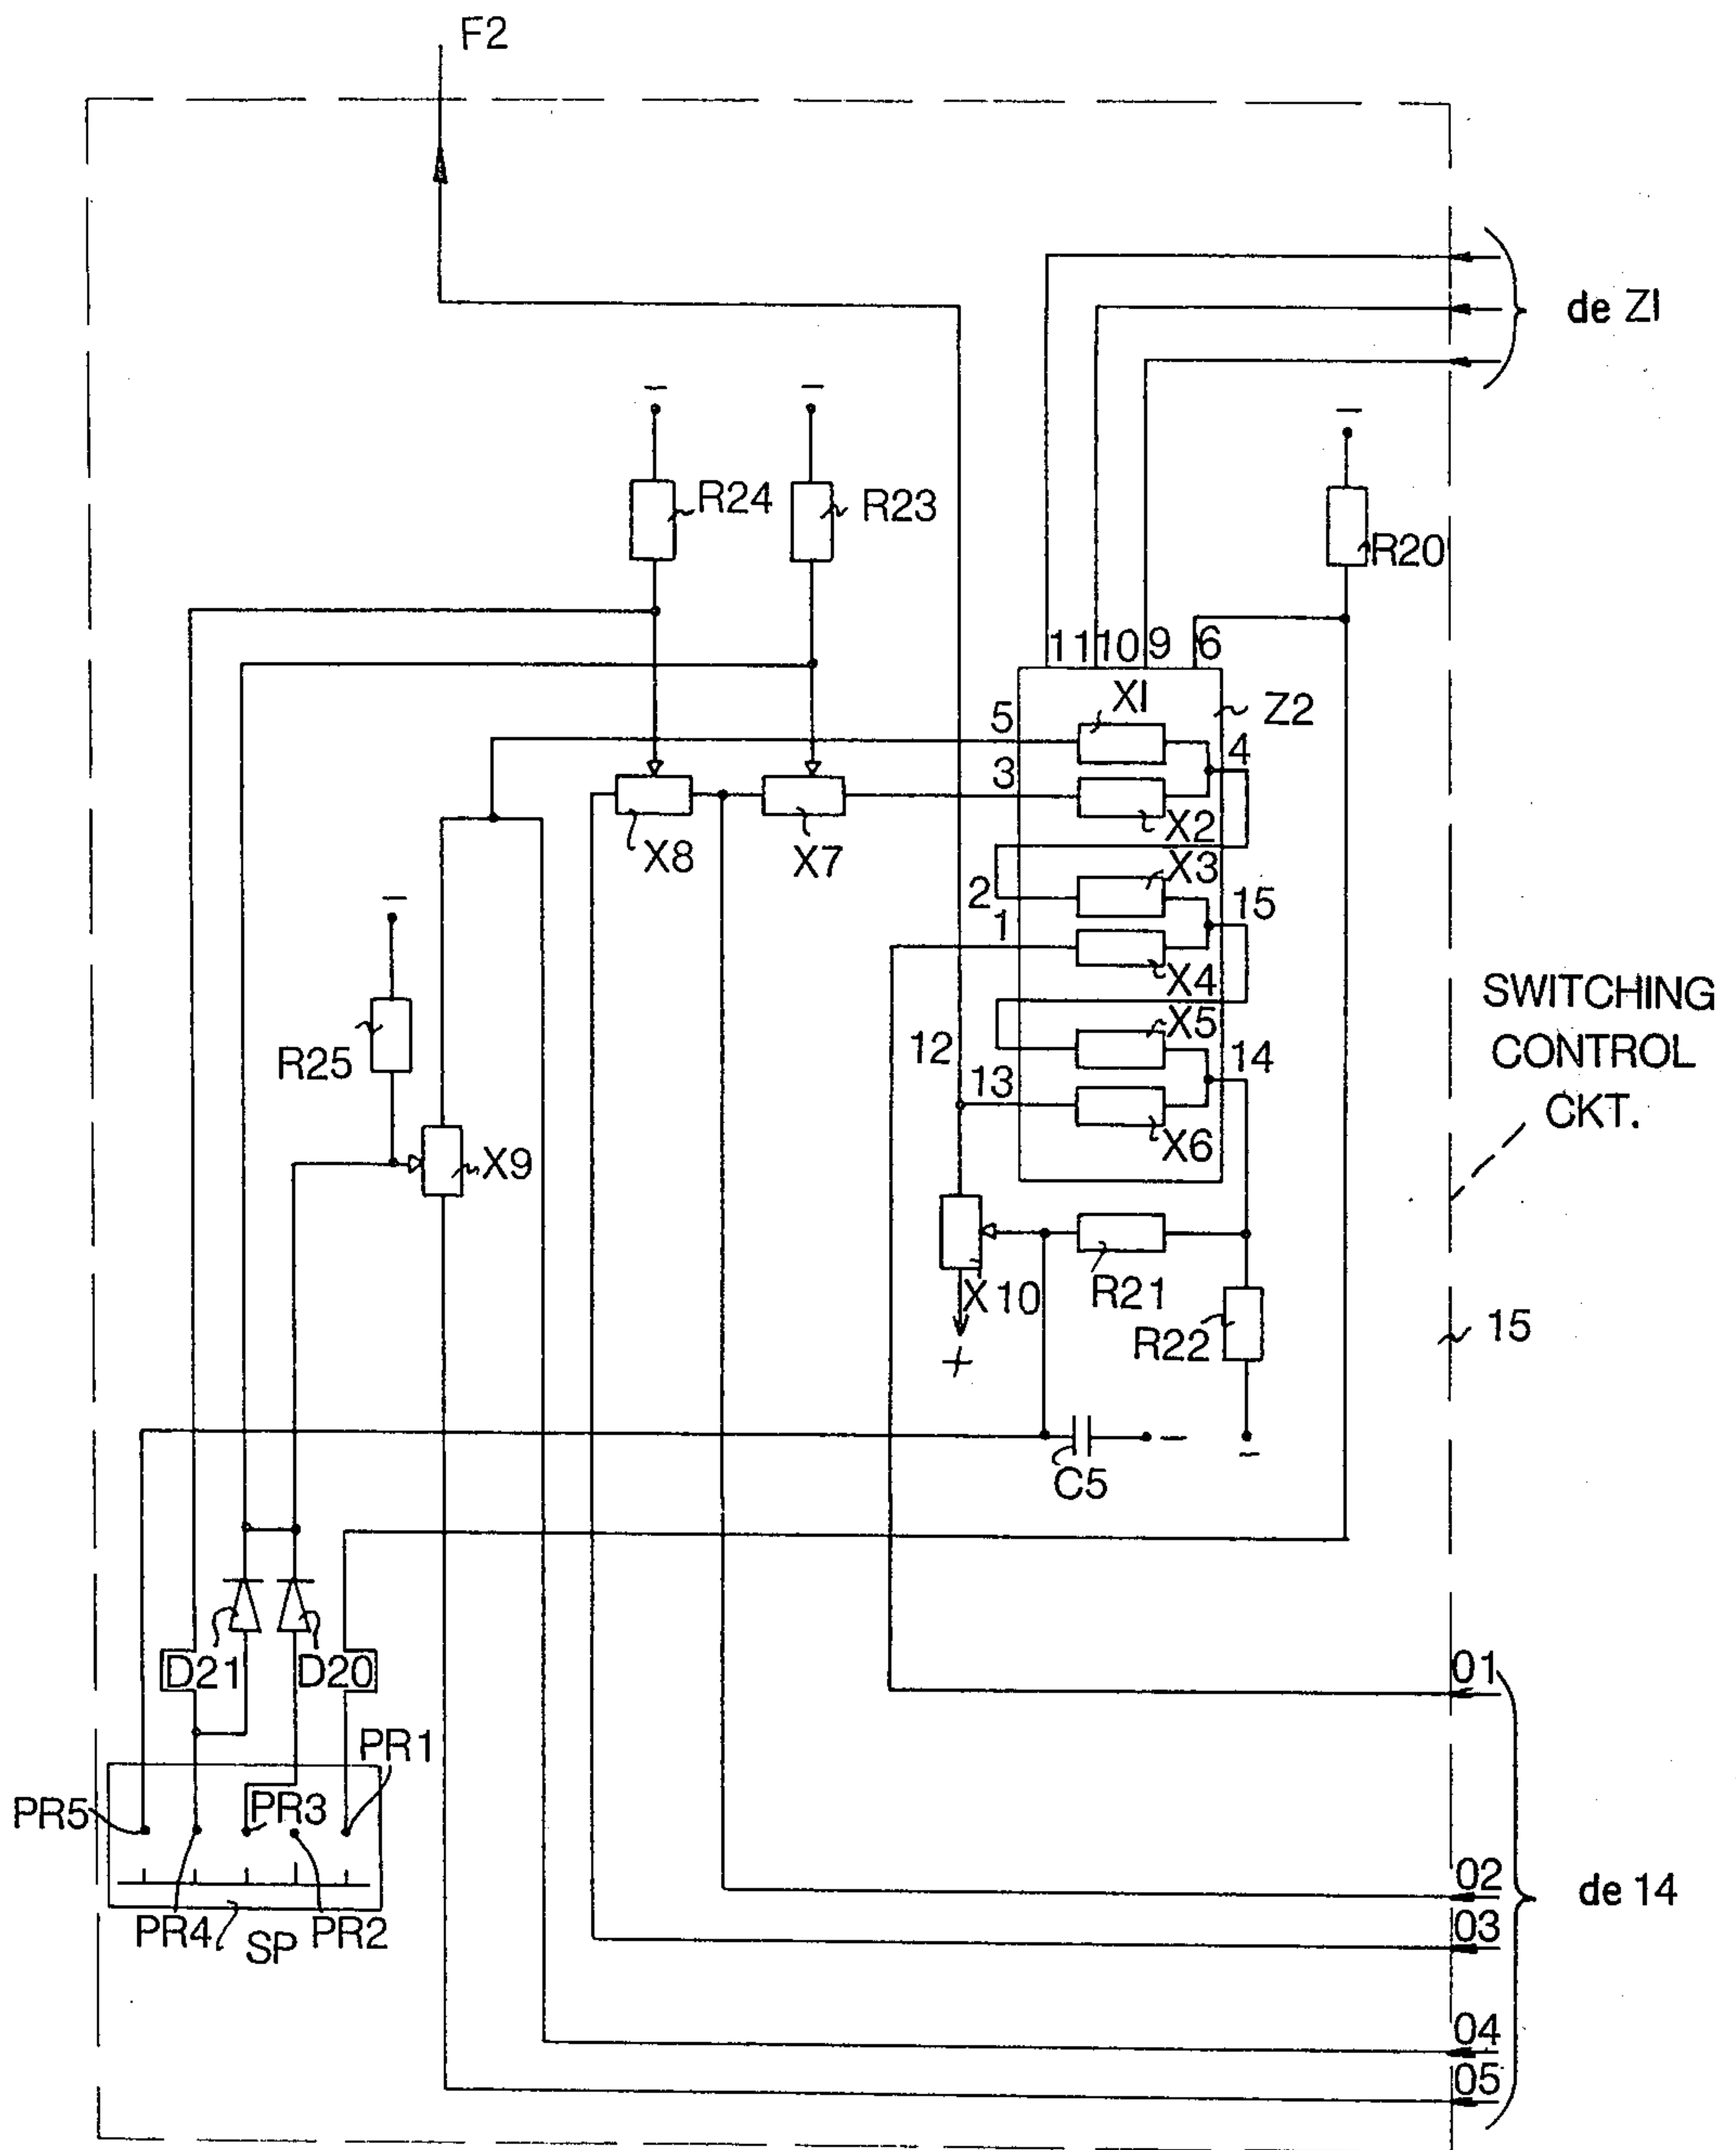 F2
de Z1
R24
R23
R20
11
10
9
6
X1
Z2
5
4
3
X2
X8
X7
X3
2
15
1
X4
SWITCHING
CONTROL
CKT.
X5
R25
12
14
13
X6
X9
X10
R21
R22
15
+
C5
D21
D20
01
PR1
PR5
PR3
02
de 14
PR4
SP
PR2
03
04
05